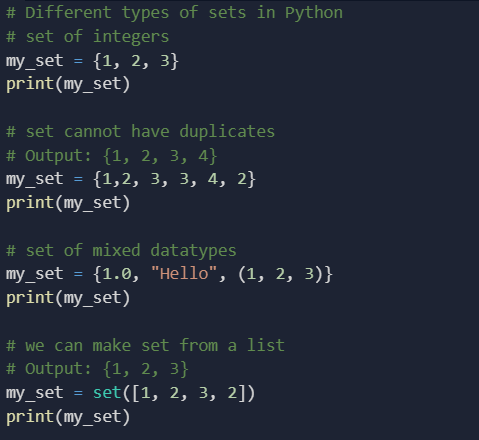 # Different types of sets in Python
# set of integers
my_set = {1, 2, 3}
print(my_set)
# set cannot have duplicates
# Output: {1, 2, 3, 4}
my_set = {1,2, 3, 3, 4, 2}
print(my_set)
# set of mixed datatypes
my_set = {1.0, "Hello", (1, 2, 3)}
print(my_set)
# we can make set from a list
# Output: {1, 2, 3}
my_set = set([1, 2, 3, 2])
print(my_set)